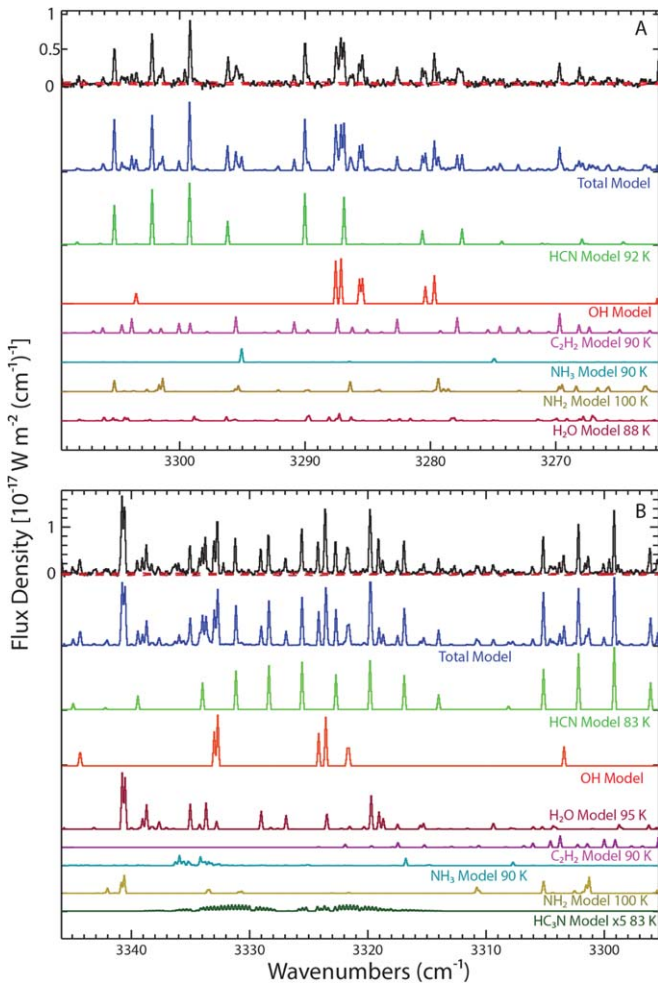 A
1
0.5
0
Total Model
HCN Model 92 K
OH Model
C₂H₂ Model 90 K
NH₃ Model 90 K
NH₂ Model 100 K
H₂O Model 88 K
3300 3290 3280 3270
Flux Density [10⁻¹⁷ W m⁻² (cm⁻¹)⁻¹]
B
1
0
Total Model
HCN Model 83 K
OH Model
H₂O Model 95 K
C₂H₂ Model 90 K
NH₃ Model 90 K
NH₂ Model 100 K
HC₃N Model x5 83 K
3340 3330 3320 3310 3300
Wavenumbers (cm⁻¹)